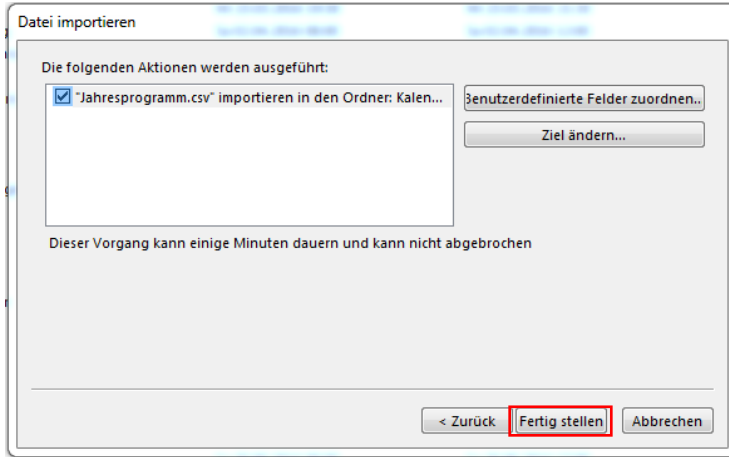 Datei importieren
Die folgenden Aktionen werden ausgeführt:
"Jahresprogramm.csv" importieren in den Ordner: Kalen...
Benutzerdefinierte Felder zuordnen..
Ziel ändern...
Dieser Vorgang kann einige Minuten dauern und kann nicht abgebrochen
< Zurück
Fertig stellen
Abbrechen